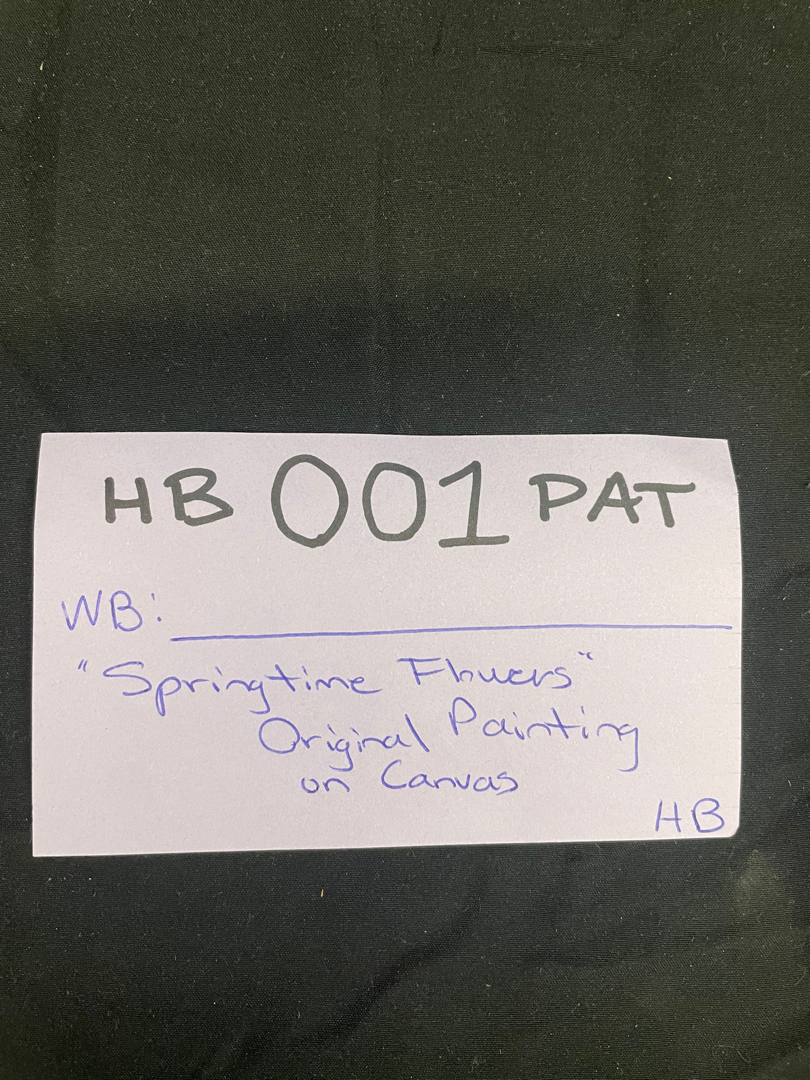 HB 001 PAT
WB:
"Springtime Flowers"
Original Painting
on Canvas
HB